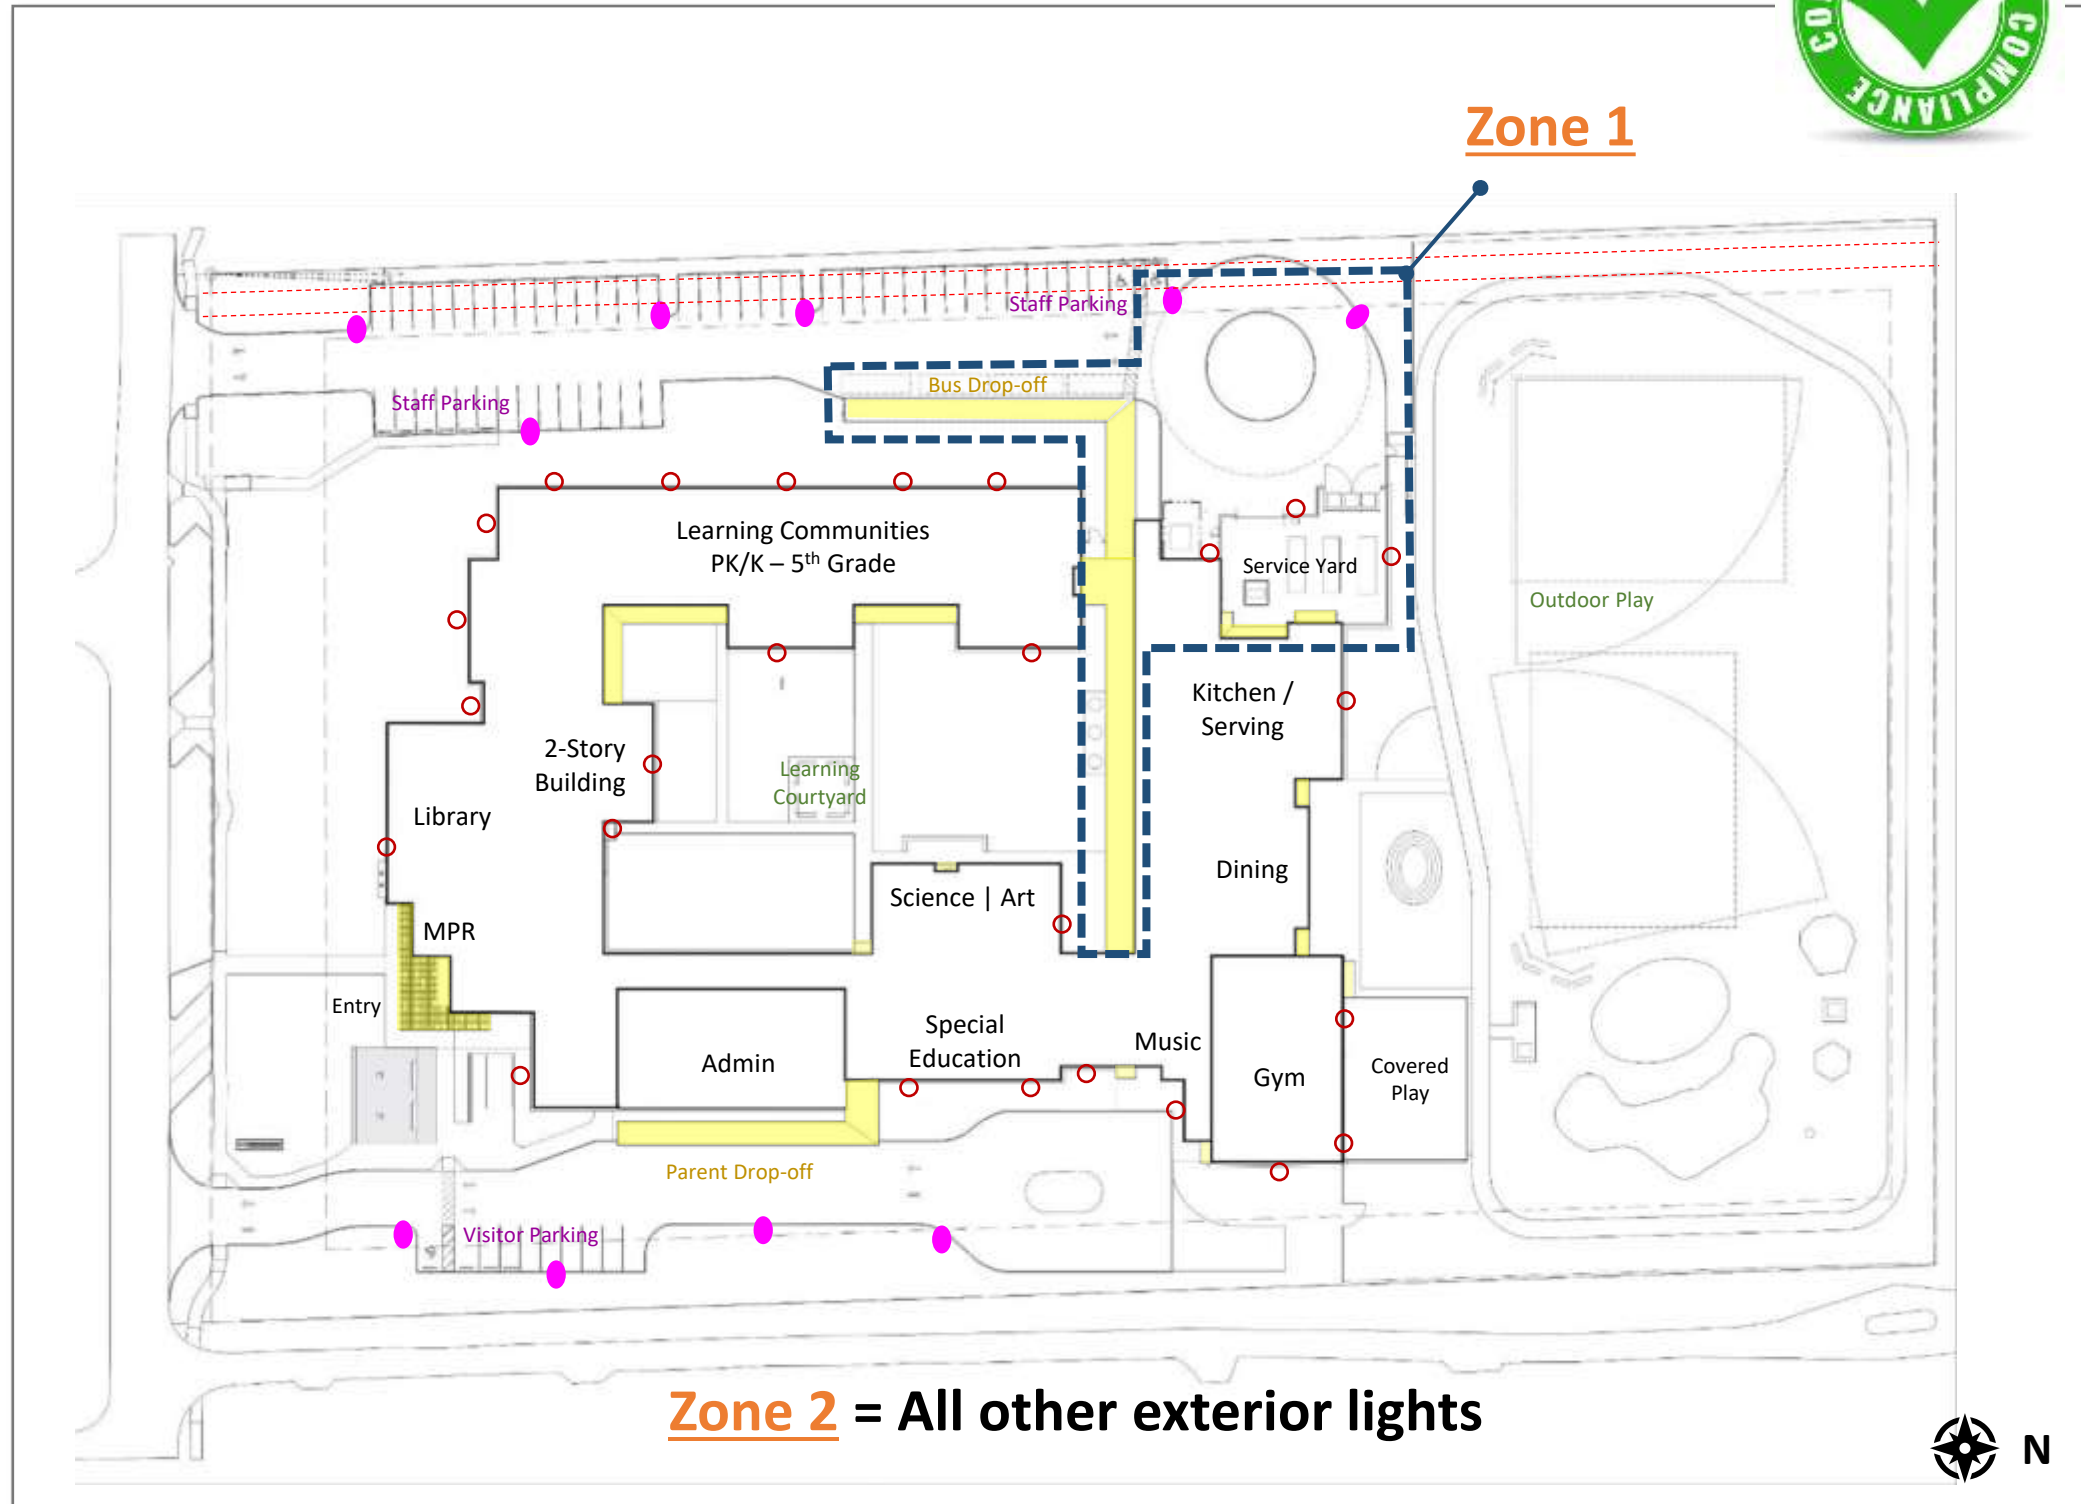 COMPLIANCE
Zone 1
Staff Parking
Bus Drop-off
Staff Parking
Learning Communities
PK/K – 5th Grade
Service Yard
Outdoor Play
Kitchen /
Serving
2-Story
Building
Learning
Courtyard
Library
Dining
Science | Art
MPR
Entry
Special
Education
Music
Admin
Gym
Covered
Play
Parent Drop-off
Visitor Parking
Zone 2 = All other exterior lights
N